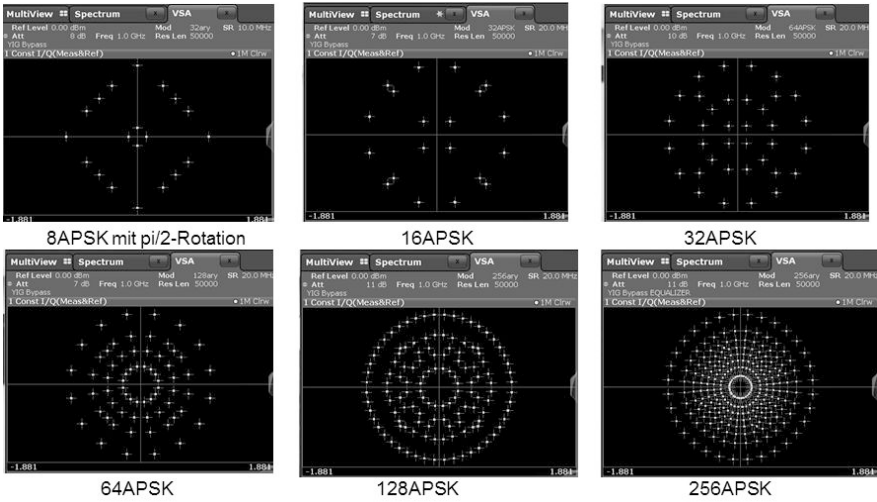 MultiView Spectrum x VSA x
Ref Level 0.00 dBm Mod 32ary SR 10.0 MHz
Att 8 dB Freq 1.0 GHz Res Len 50000
YIG Bypass
1 Const I/Q(Meas&Ref) 1M Clrw
-1.881 1.881
8APSK mit pi/2-Rotation
MultiView Spectrum * x VSA x
Ref Level 0.00 dBm Mod 32APSK SR 20.0 MHz
Att 7 dB Freq 1.0 GHz Res Len 50000
YIG Bypass
1 Const I/Q(Meas&Ref) 1M Clrw
-1.881 1.881
16APSK
MultiView Spectrum x VSA x
Ref Level 0.00 dBm Mod 64APSK SR 20.0 MHz
Att 10 dB Freq 1.0 GHz Res Len 50000
YIG Bypass
1 Const I/Q(Meas&Ref) 1M Clrw
-1.881 1.881
32APSK
MultiView Spectrum x VSA x
Ref Level 0.00 dBm Mod 128ary SR 20.0 MHz
Att 7 dB Freq 1.0 GHz Res Len 50000
YIG Bypass
1 Const I/Q(Meas&Ref) 1M Clrw
-1.881 1.881
64APSK
MultiView Spectrum x VSA x
Ref Level 0.00 dBm Mod 256ary SR 20.0 MHz
Att 11 dB Freq 1.0 GHz Res Len 50000
YIG Bypass
1 Const I/Q(Meas&Ref) 1M Clrw
-1.881 1.881
128APSK
MultiView Spectrum x VSA x
Ref Level 0.00 dBm Mod 256ary SR 20.0 MHz
Att 11 dB Freq 1.0 GHz Res Len 50000
YIG Bypass EQUALIZER
1 Const I/Q(Meas&Ref) 1M Clrw
-1.881 1.881
256APSK